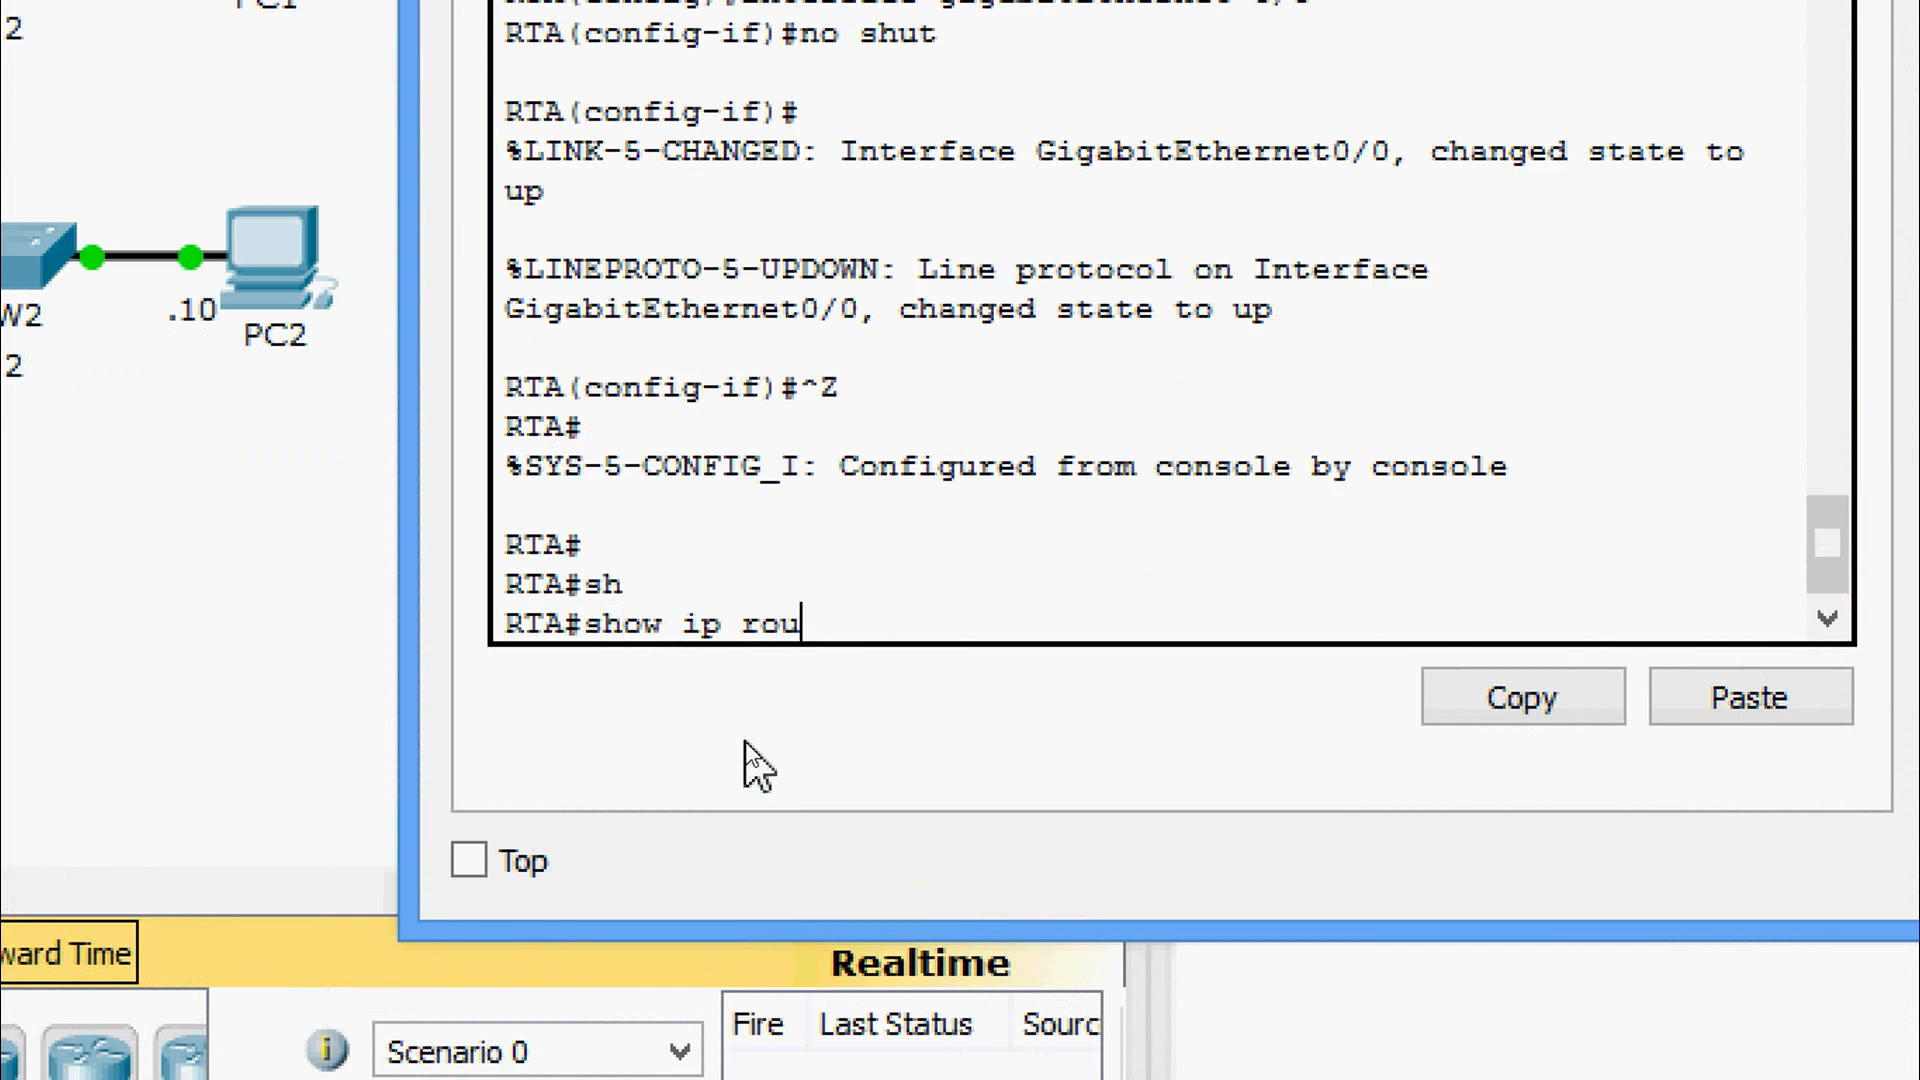 PC1
2
RTA(config-if)#no shut
RTA(config-if)#
%LINK-5-CHANGED: Interface GigabitEthernet0/0, changed state to
up
%LINEPROTO-5-UPDOWN: Line protocol on Interface
GigabitEthernet0/0, changed state to up
W2
.10
PC2
2
RTA(config-if)#^Z
RTA#
%SYS-5-CONFIG_I: Configured from console by console
RTA#
RTA#sh
RTA#show ip rou
Copy
Paste
Top
ward Time
Realtime
Fire
Last Status
Sourc
i
Scenario 0